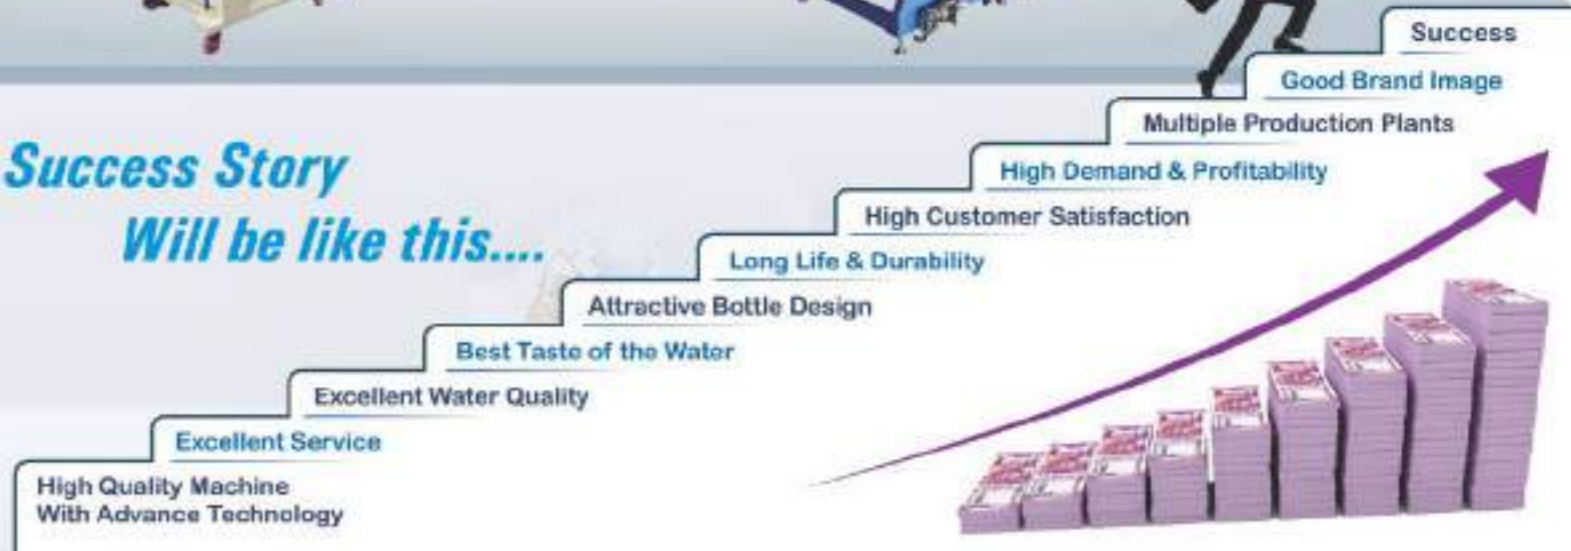 Success
Good Brand Image
Multiple Production Plants
High Demand & Profitability
High Customer Satisfaction
Long Life & Durability
Attractive Bottle Design
Best Taste of the Water
Excellent Water Quality
Excellent Service
High Quality Machine
With Advance Technology
Success Story
Will be like this....